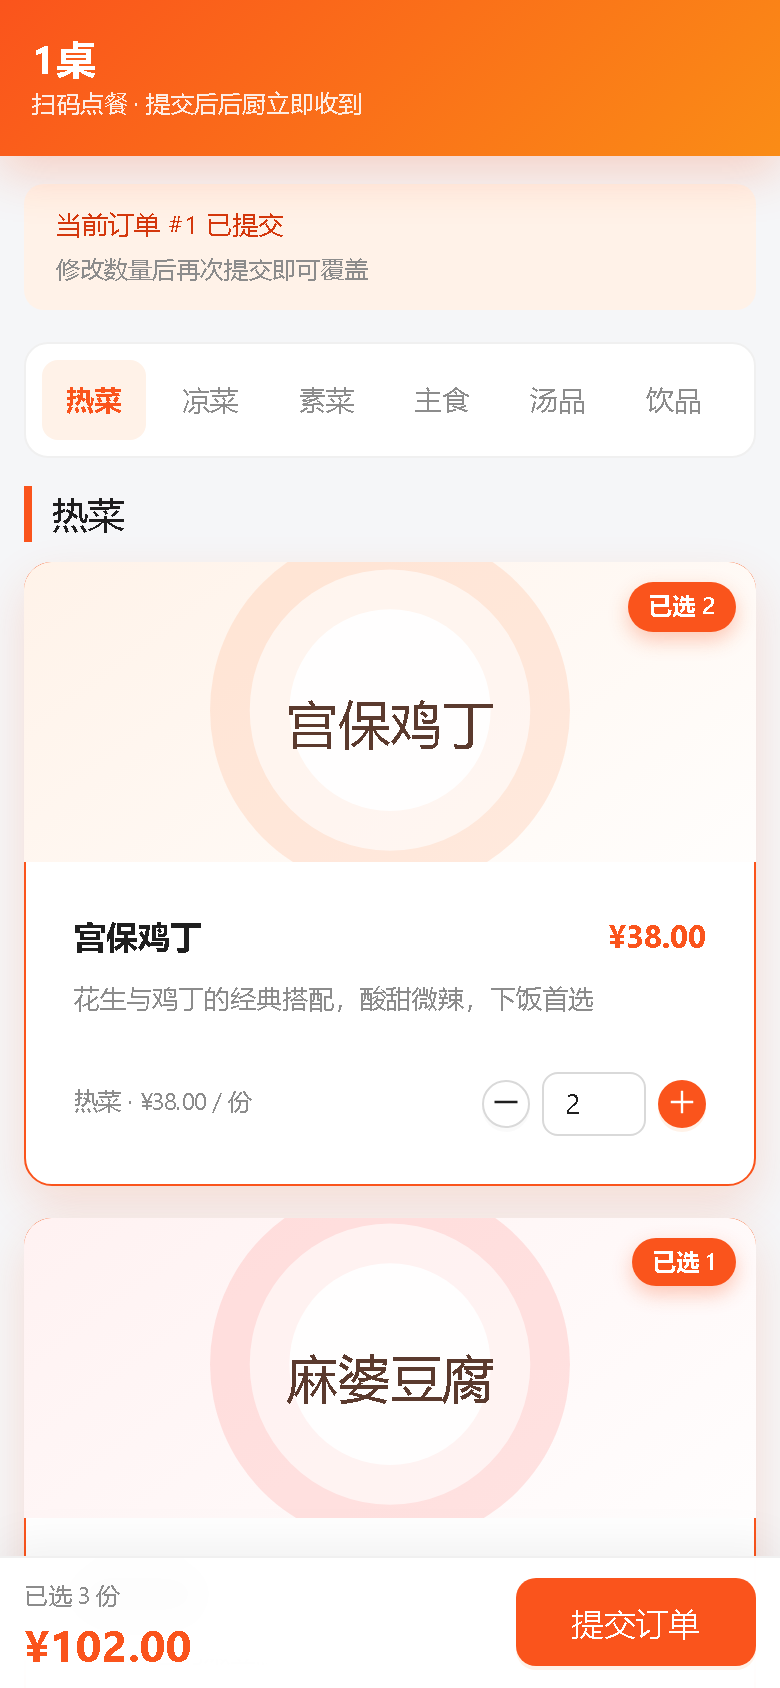 1桌
扫码点餐 · 提交后后厨立即收到
当前订单 #1 已提交
修改数量后再次提交即可覆盖
热菜 凉菜 素菜 主食 汤品 饮品
热菜
已选 2
宫保鸡丁
宫保鸡丁 ¥38.00
花生与鸡丁的经典搭配，酸甜微辣，下饭首选
热菜 · ¥38.00 / 份 − 2 +
已选 1
麻婆豆腐
已选 3 份
¥102.00
提交订单